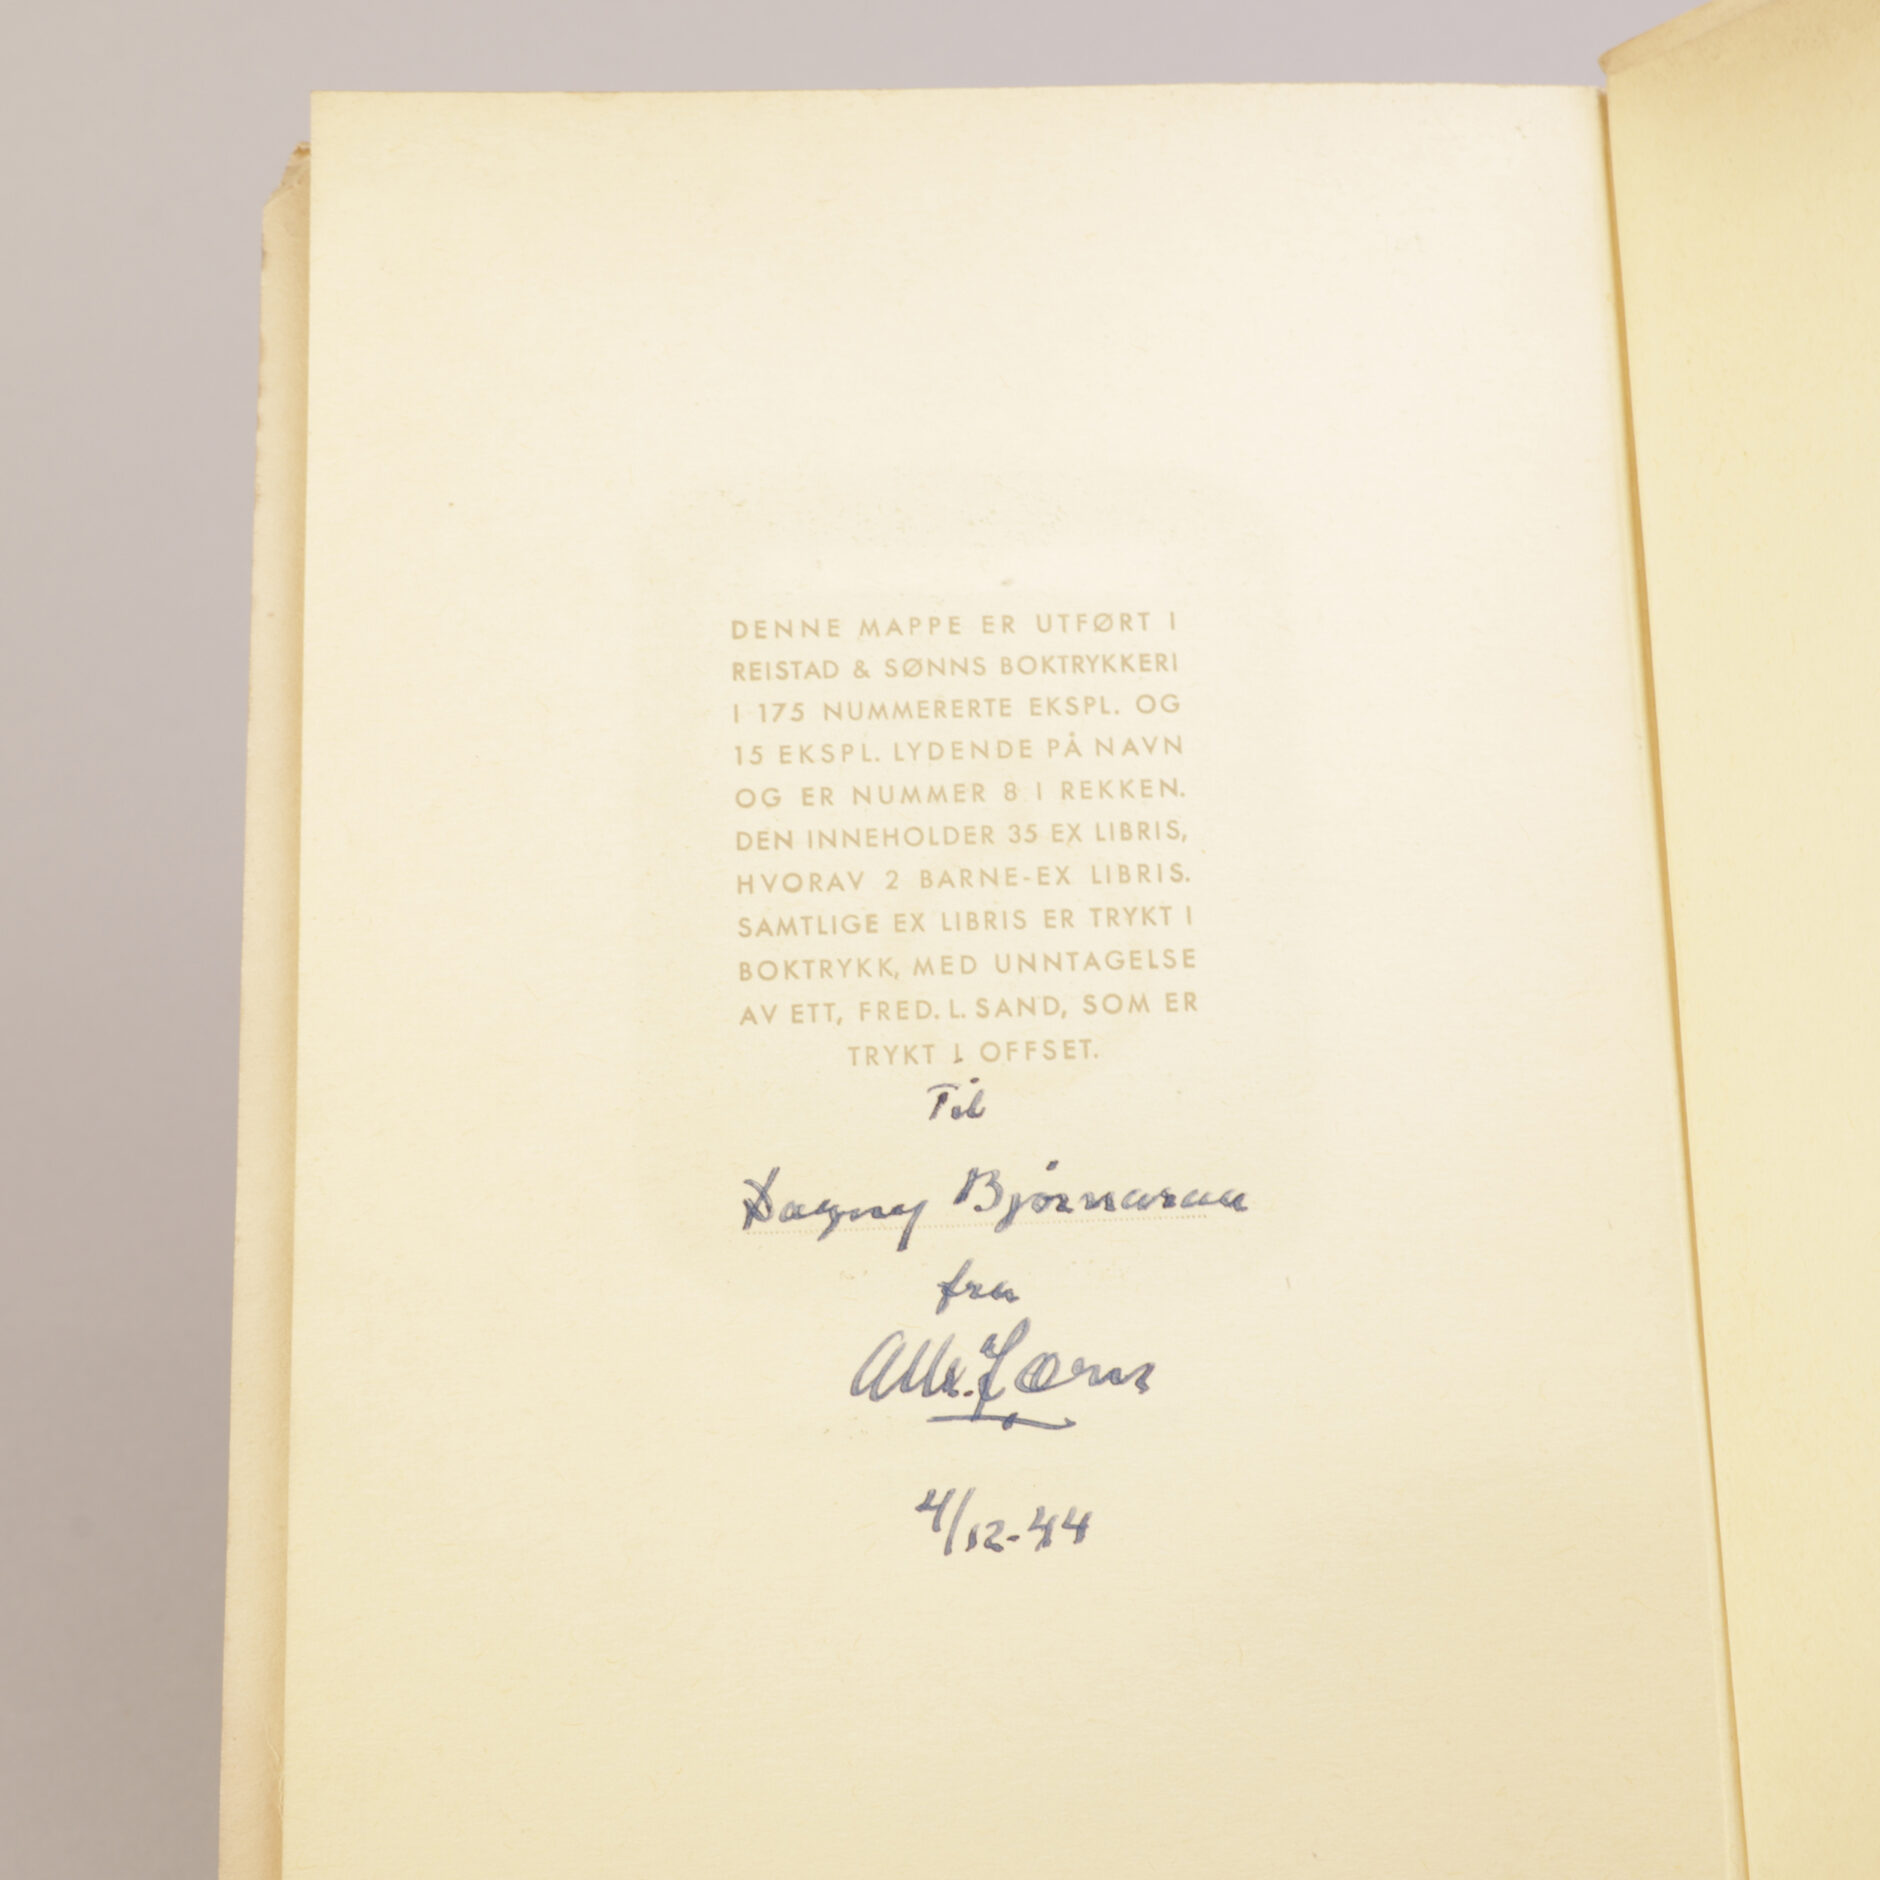 DENNE MAPPE ER UTFØRT I
REISTAD & SØNNS BOKTRYKKERI
I 175 NUMMERERTE EKSPL. OG
15 EKSPL. LYDENDE PÅ NAVN
OG ER NUMMER 8 I REKKEN.
DEN INNEHOLDER 35 EX LIBRIS,
HVORAV 2 BARNE-EX LIBRIS.
SAMTLIGE EX LIBRIS ER TRYKT I
BOKTRYKK, MED UNNTAGELSE
AV ETT, FRED. L. SAND, SOM ER
TRYKT I OFFSET.
Til
Dagny Bjørnaraa
fra
4/12-44